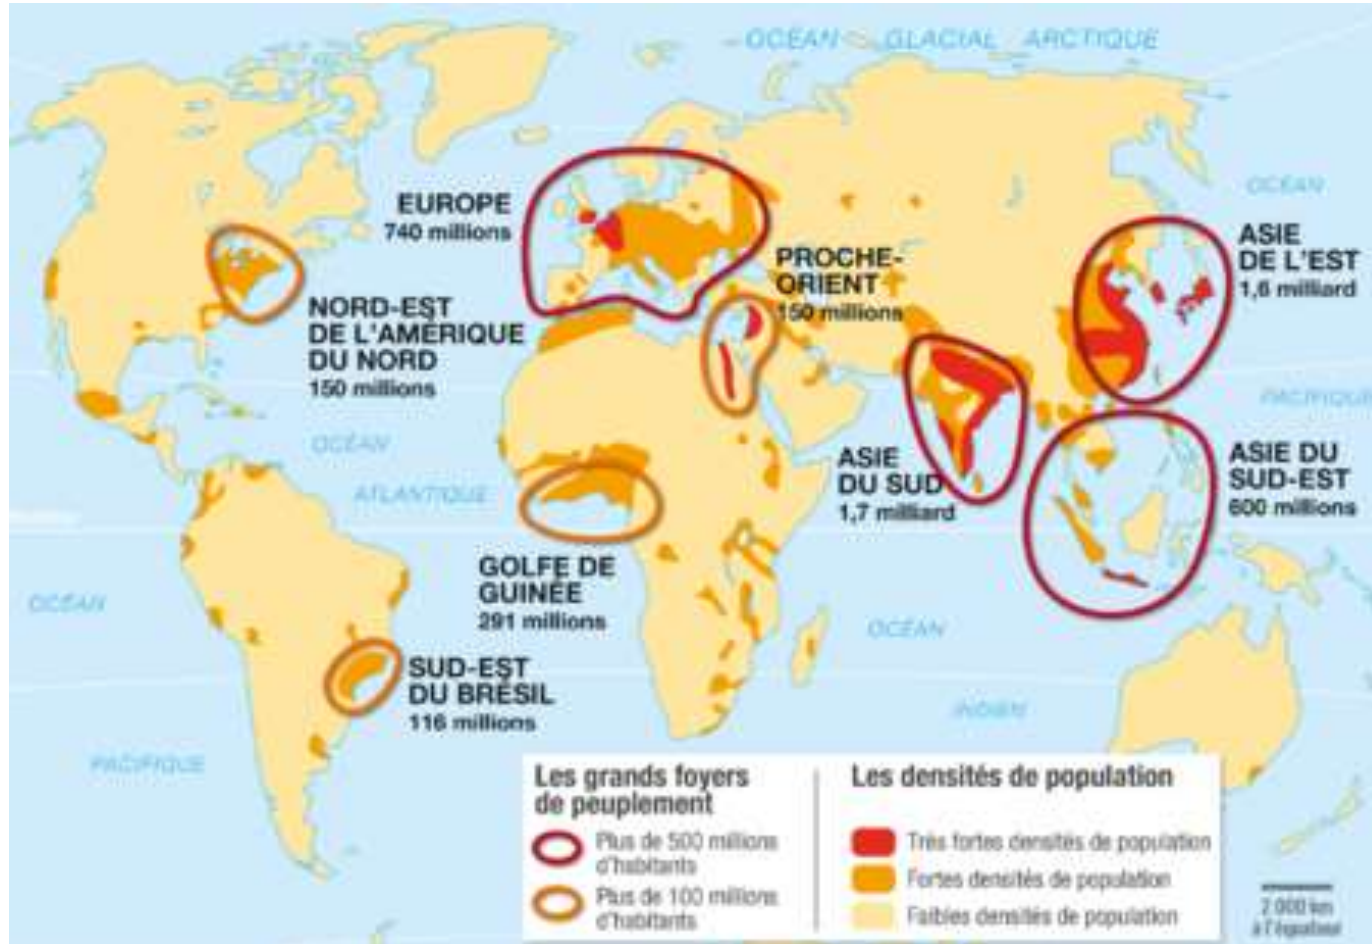 OCÉAN GLACIAL ARCTIQUE
EUROPE
740 millions
OCÉAN
PROCHE-
ORIENT
150 millions
ASIE
DE L'EST
1,6 milliard
NORD-EST
DE L'AMÉRIQUE
DU NORD
150 millions
PACIFIQUE
OCÉAN
ATLANTIQUE
ASIE
DU SUD
1,7 milliard
ASIE DU
SUD-EST
600 millions
GOLFE DE
GUINÉE
291 millions
OCÉAN
OCÉAN
SUD-EST
DU BRÉSIL
116 millions
INDIEN
PACIFIQUE
Les grands foyers
de peuplement
Plus de 500 millions
d'habitants
Plus de 100 millions
d'habitants
Les densités de population
Très fortes densités de population
Fortes densités de population
Faibles densités de population
2 000 km
à l'équateur